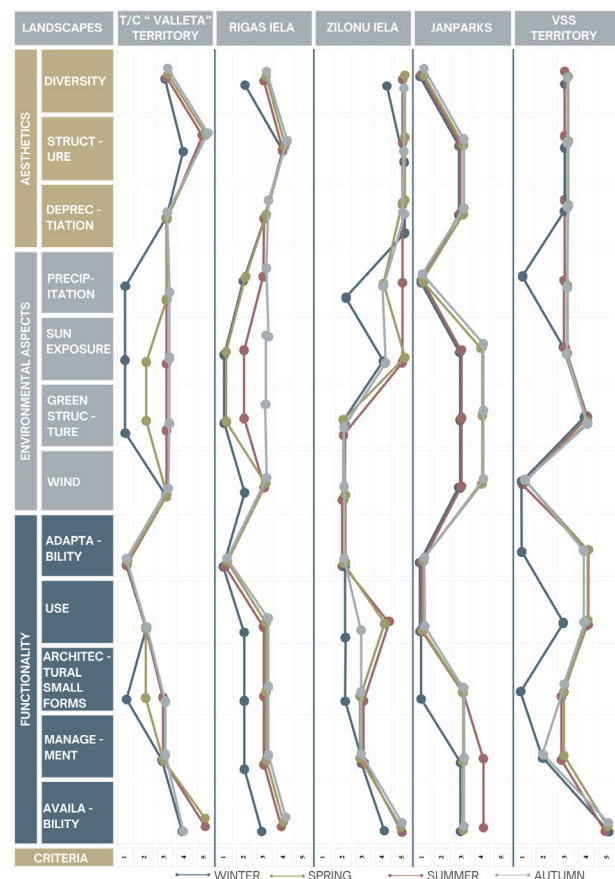 LANDSCAPES
T/C “ VALLETA”
TERRITORY
RIGAS IELA
ZILONU IELA
JANPARKS
VSS
TERRITORY
AESTHETICS
DIVERSITY
STRUCT -
URE
DEPREC -
TIATION
ENVIRONMENTAL ASPECTS
PRECIP-
ITATION
SUN
EXPOSURE
GREEN
STRUC -
TURE
WIND
FUNCTIONALITY
ADAPTA -
BILITY
USE
ARCHITEC -
TURAL
SMALL
FORMS
MANAGE -
MENT
AVAILA -
BILITY
CRITERIA
1 2 3 4 5 1 2 3 4 5 1 2 3 4 5 1 2 3 4 5 1 2 3 4 5
WINTER SPRING SUMMER AUTUMN